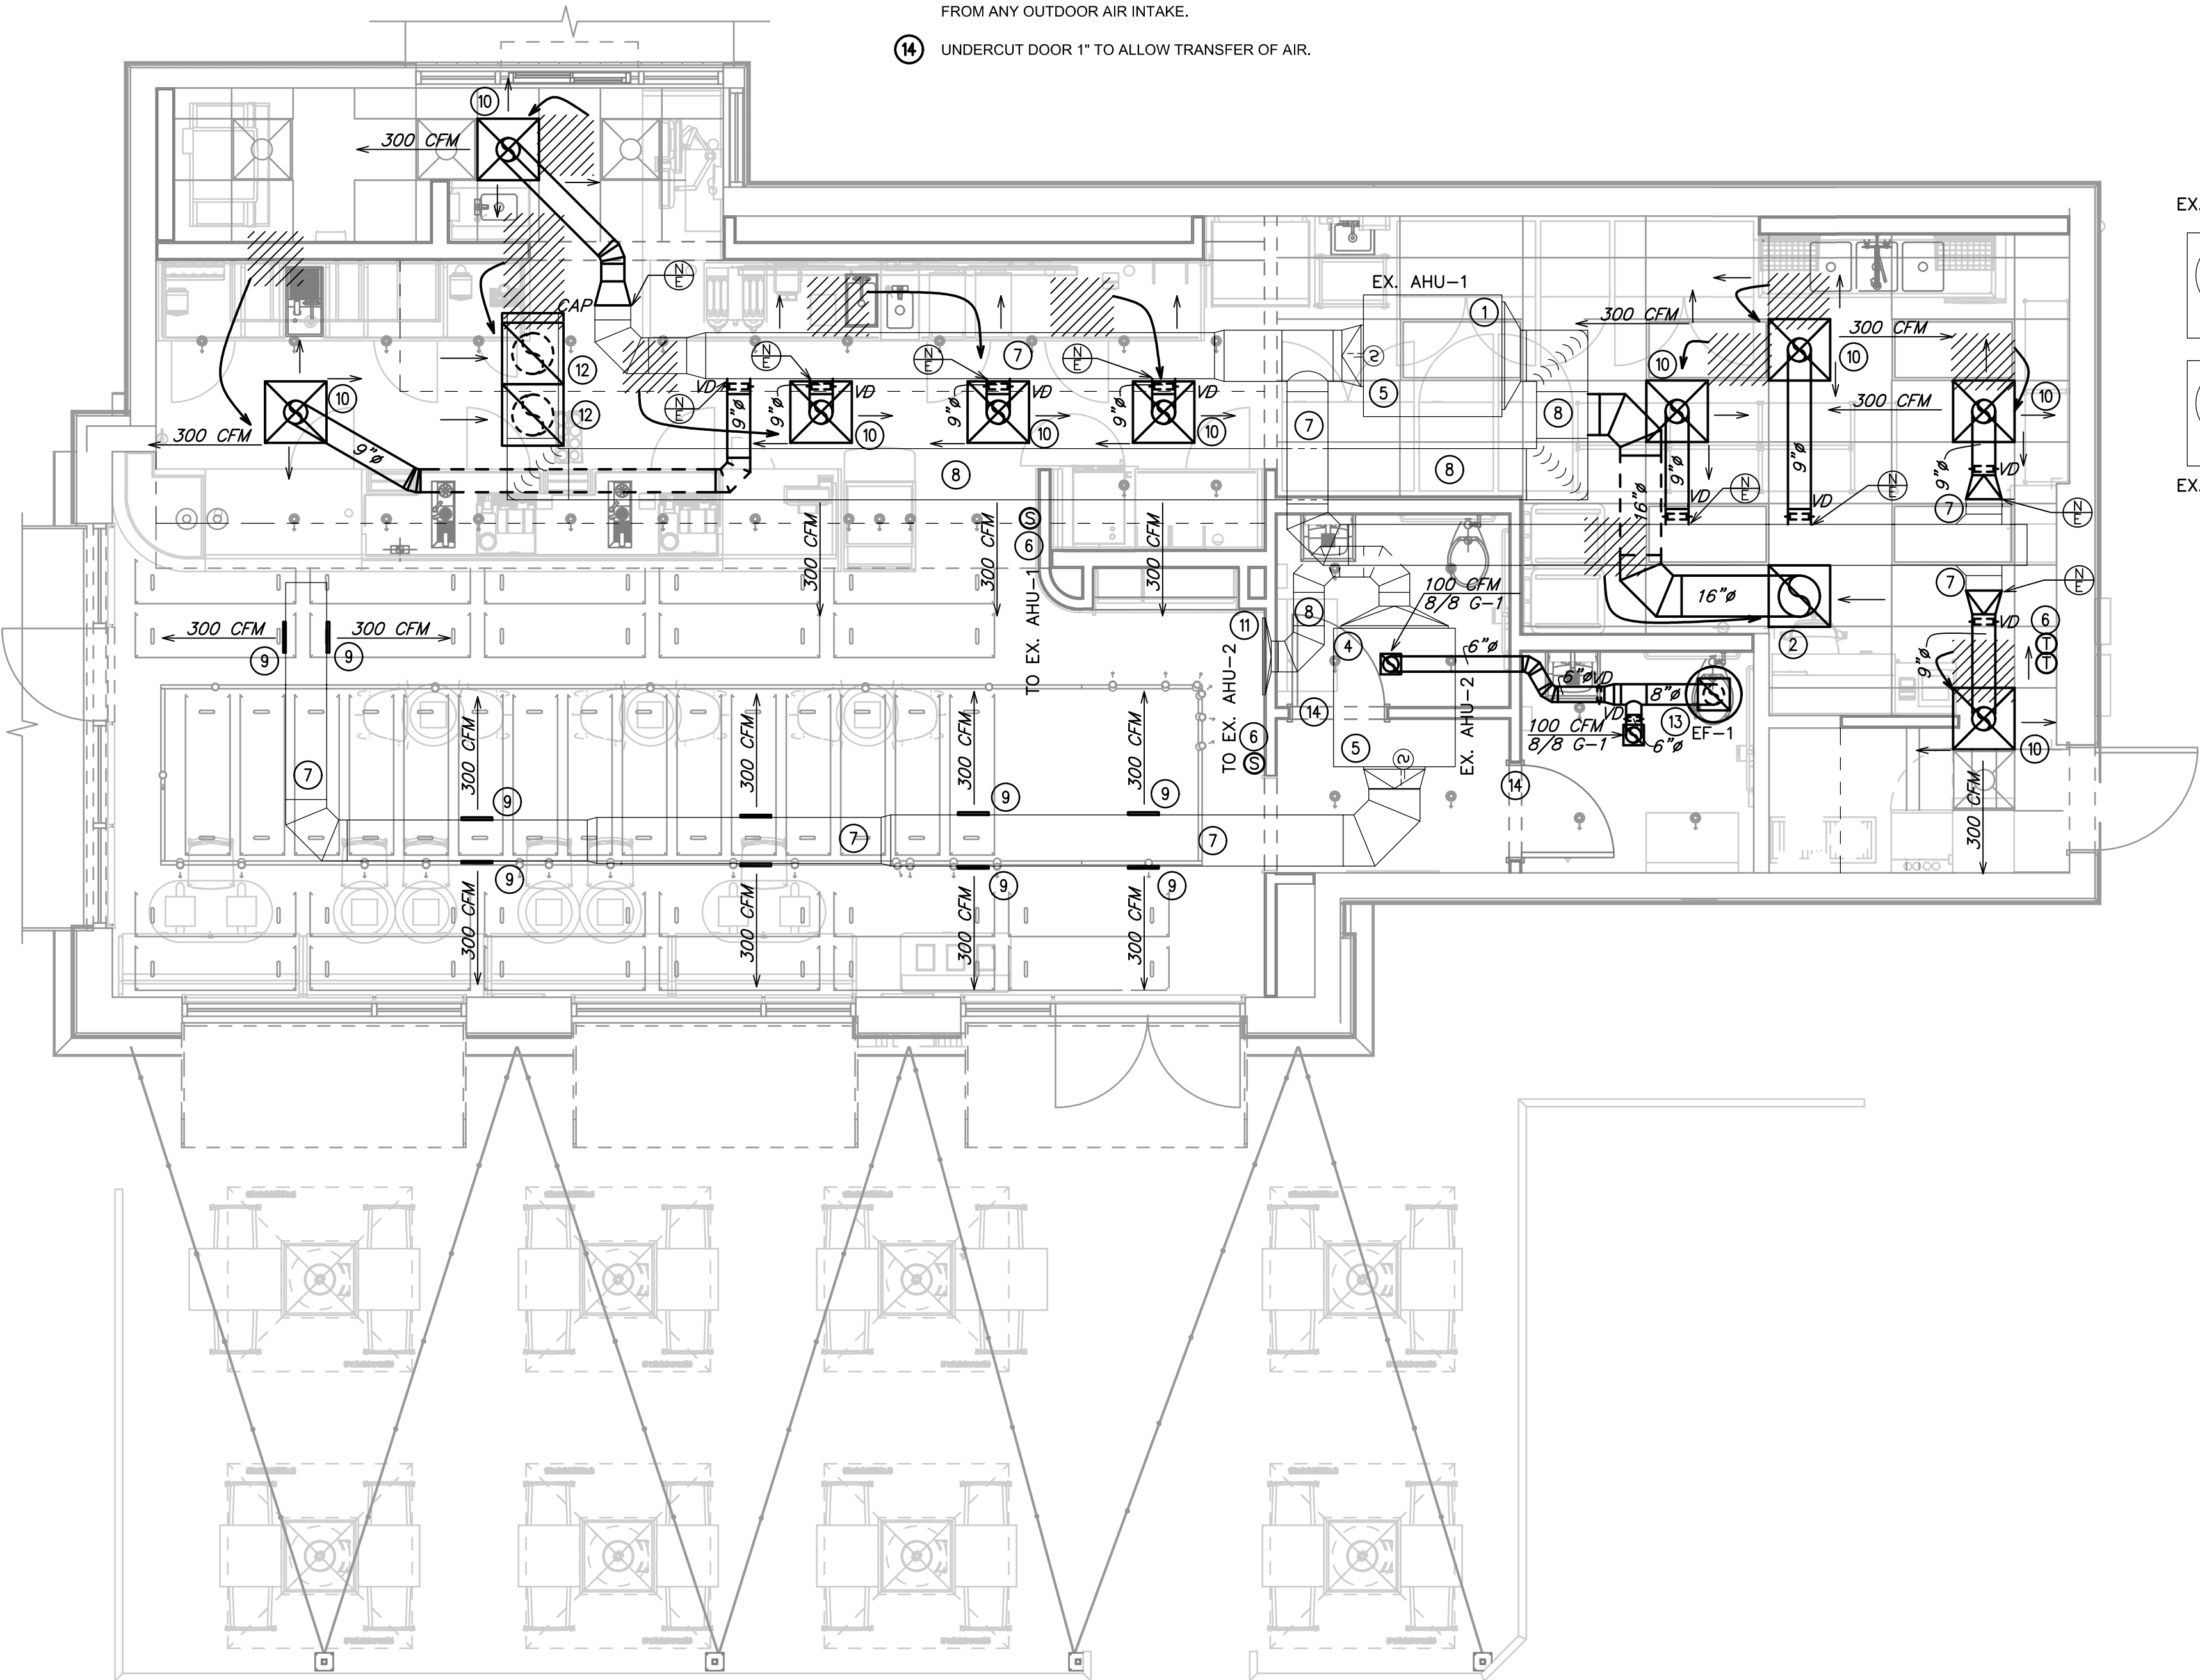 FROM ANY OUTDOOR AIR INTAKE.
14 UNDERCUT DOOR 1" TO ALLOW TRANSFER OF AIR.
10
300 CFM
EX.
N
E
CAP
EX. AHU-1
1
300 CFM
300 CFM
7
12
N
E
N
E
N
E
S
5
10
10
10
12
VD
N
E
9"ø
9"ø
VD
9"ø
VD
9"ø
VD
300 CFM
10
9"ø
10
10
10
7
8
300 CFM
8
8
9"ø
9"ø
9"ø
VD
VD
N
E
VD
N
E
16"ø
7
N
E
EX.
300 CFM
300 CFM
S
6
300 CFM
TO EX. AHU-1
100 CFM
8/8 G-1
16"ø
7
N
E
2
VD
6
T
T
300 CFM
9
300 CFM
9
11
8
4
6"ø
6"ø
VD
8"ø
9"ø
TO EX. AHU-2
6
S
14
EX. AHU-2
100 CFM
8/8 G-1
VD
6"ø
13
EF-1
10
300 CFM
7
300 CFM
9
300 CFM
300 CFM
9
300 CFM
9
5
S
14
7
7
9
300 CFM
300 CFM
9
300 CFM
9
300 CFM